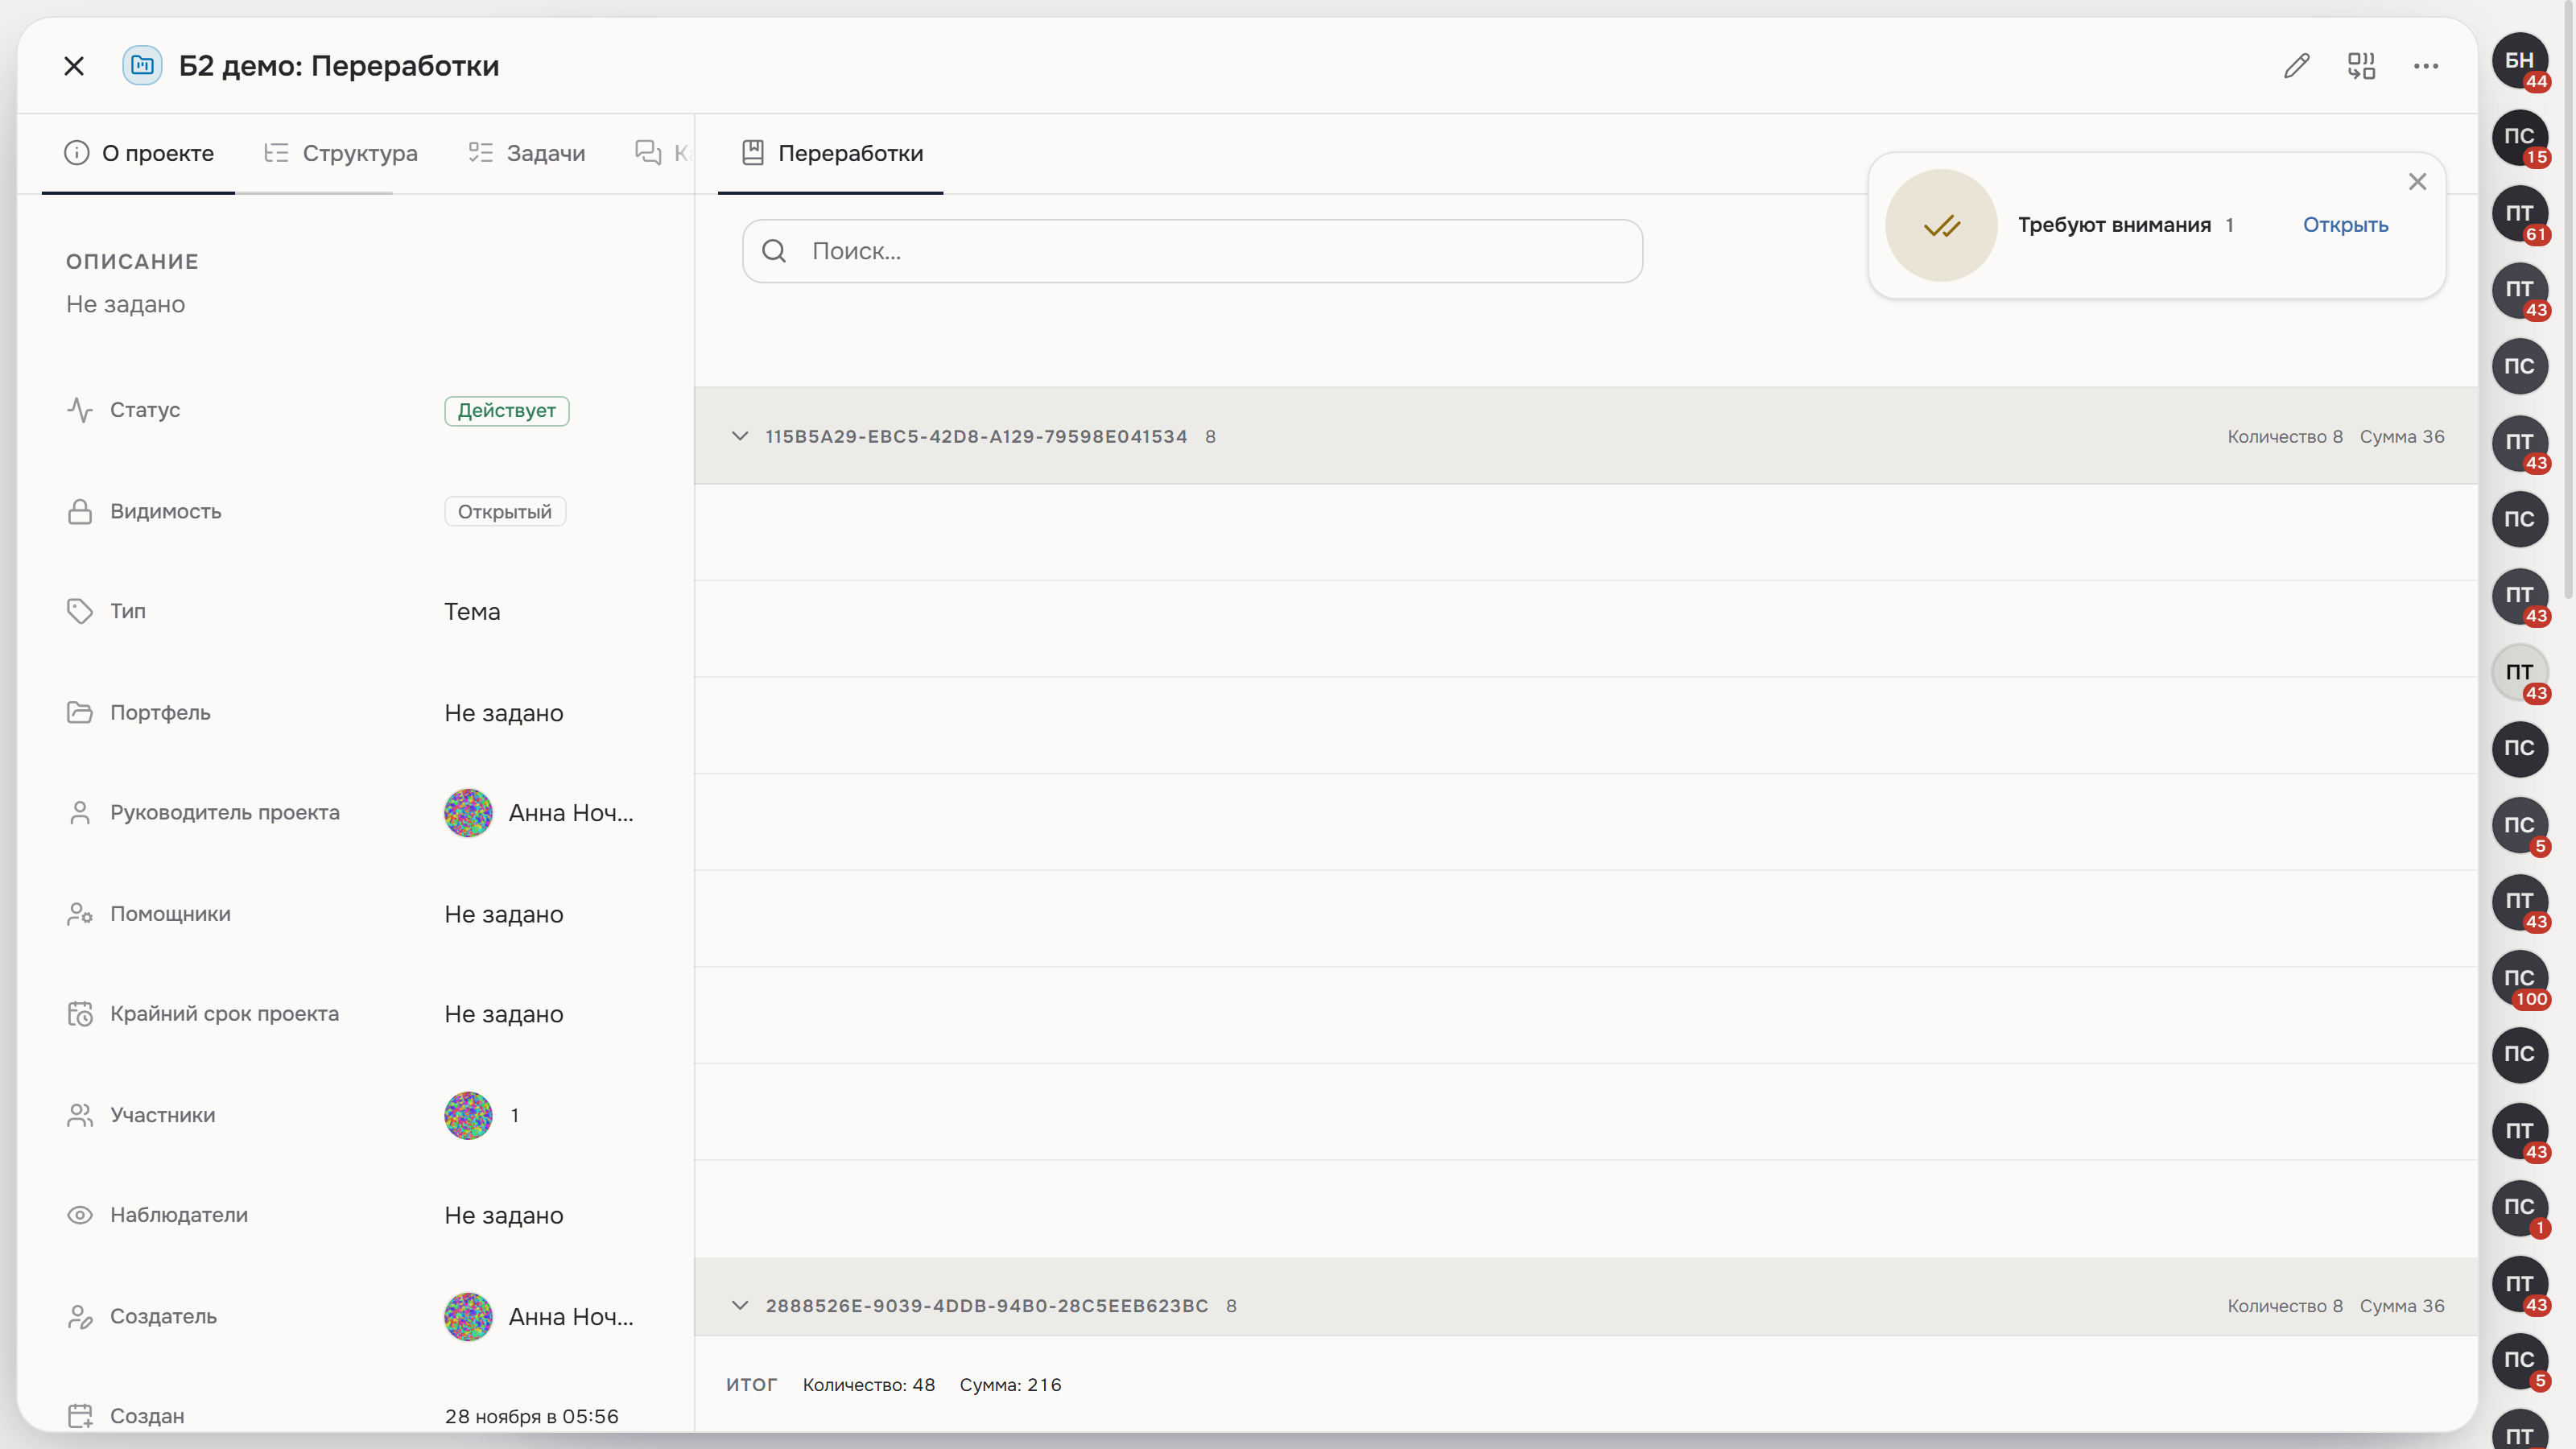 Б2 демо: Переработки
О проекте
Структура
Задачи
Переработки
Поиск...
Требуют внимания 1
Открыть
ОПИСАНИЕ
Не задано
Статус
Действует
Видимость
Открытый
Тип
Тема
Портфель
Не задано
Руководитель проекта
Анна Ноч...
Помощники
Не задано
Крайний срок проекта
Не задано
Участники
1
Наблюдатели
Не задано
Создатель
Анна Ноч...
Создан
28 ноября в 05:56
115B5A29-EBC5-42D8-A129-79598E041534 8
Количество 8 Сумма 36
2888526E-9039-4DDB-94B0-28C5EEB623BC 8
Количество 8 Сумма 36
ИТОГ Количество: 48 Сумма: 216
БН
44
ПС
15
ПТ
61
ПТ
43
ПС
ПТ
43
ПС
ПТ
43
ПТ
43
ПС
ПС
5
ПТ
43
ПС
100
ПС
ПТ
43
ПС
1
ПТ
43
ПС
5
ПТ